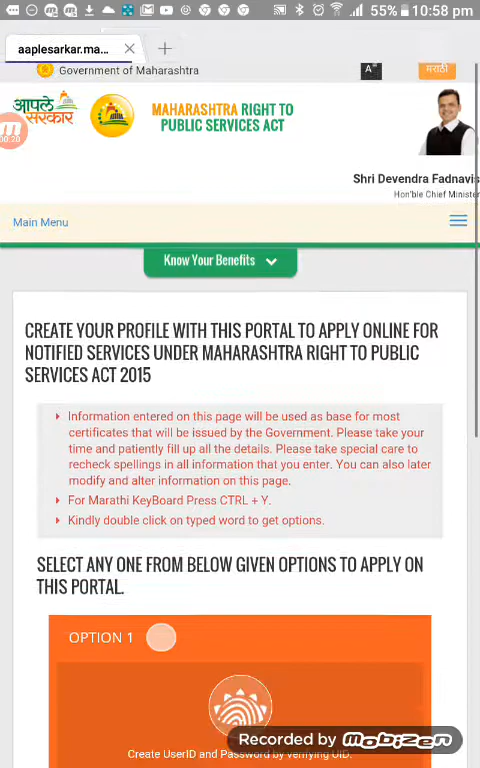 55% 10:58 pm
aaplesarkar.ma...
Government of Maharashtra
A
मराठी
आपले
सरकार
MAHARASHTRA RIGHT TO
PUBLIC SERVICES ACT
00:20
Shri Devendra Fadnavis
Hon'ble Chief Minister
Main Menu
Know Your Benefits
CREATE YOUR PROFILE WITH THIS PORTAL TO APPLY ONLINE FOR
NOTIFIED SERVICES UNDER MAHARASHTRA RIGHT TO PUBLIC
SERVICES ACT 2015
Information entered on this page will be used as base for most
certificates that will be issued by the Government. Please take your
time and patiently fill up all the details. Please take special care to
recheck spellings in all information that you enter. You can also later
modify and alter information on this page.
For Marathi KeyBoard Press CTRL + Y.
Kindly double click on typed word to get options.
SELECT ANY ONE FROM BELOW GIVEN OPTIONS TO APPLY ON
THIS PORTAL.
OPTION 1
Create UserID and Password by verifying UID.
Recorded by Mobizen